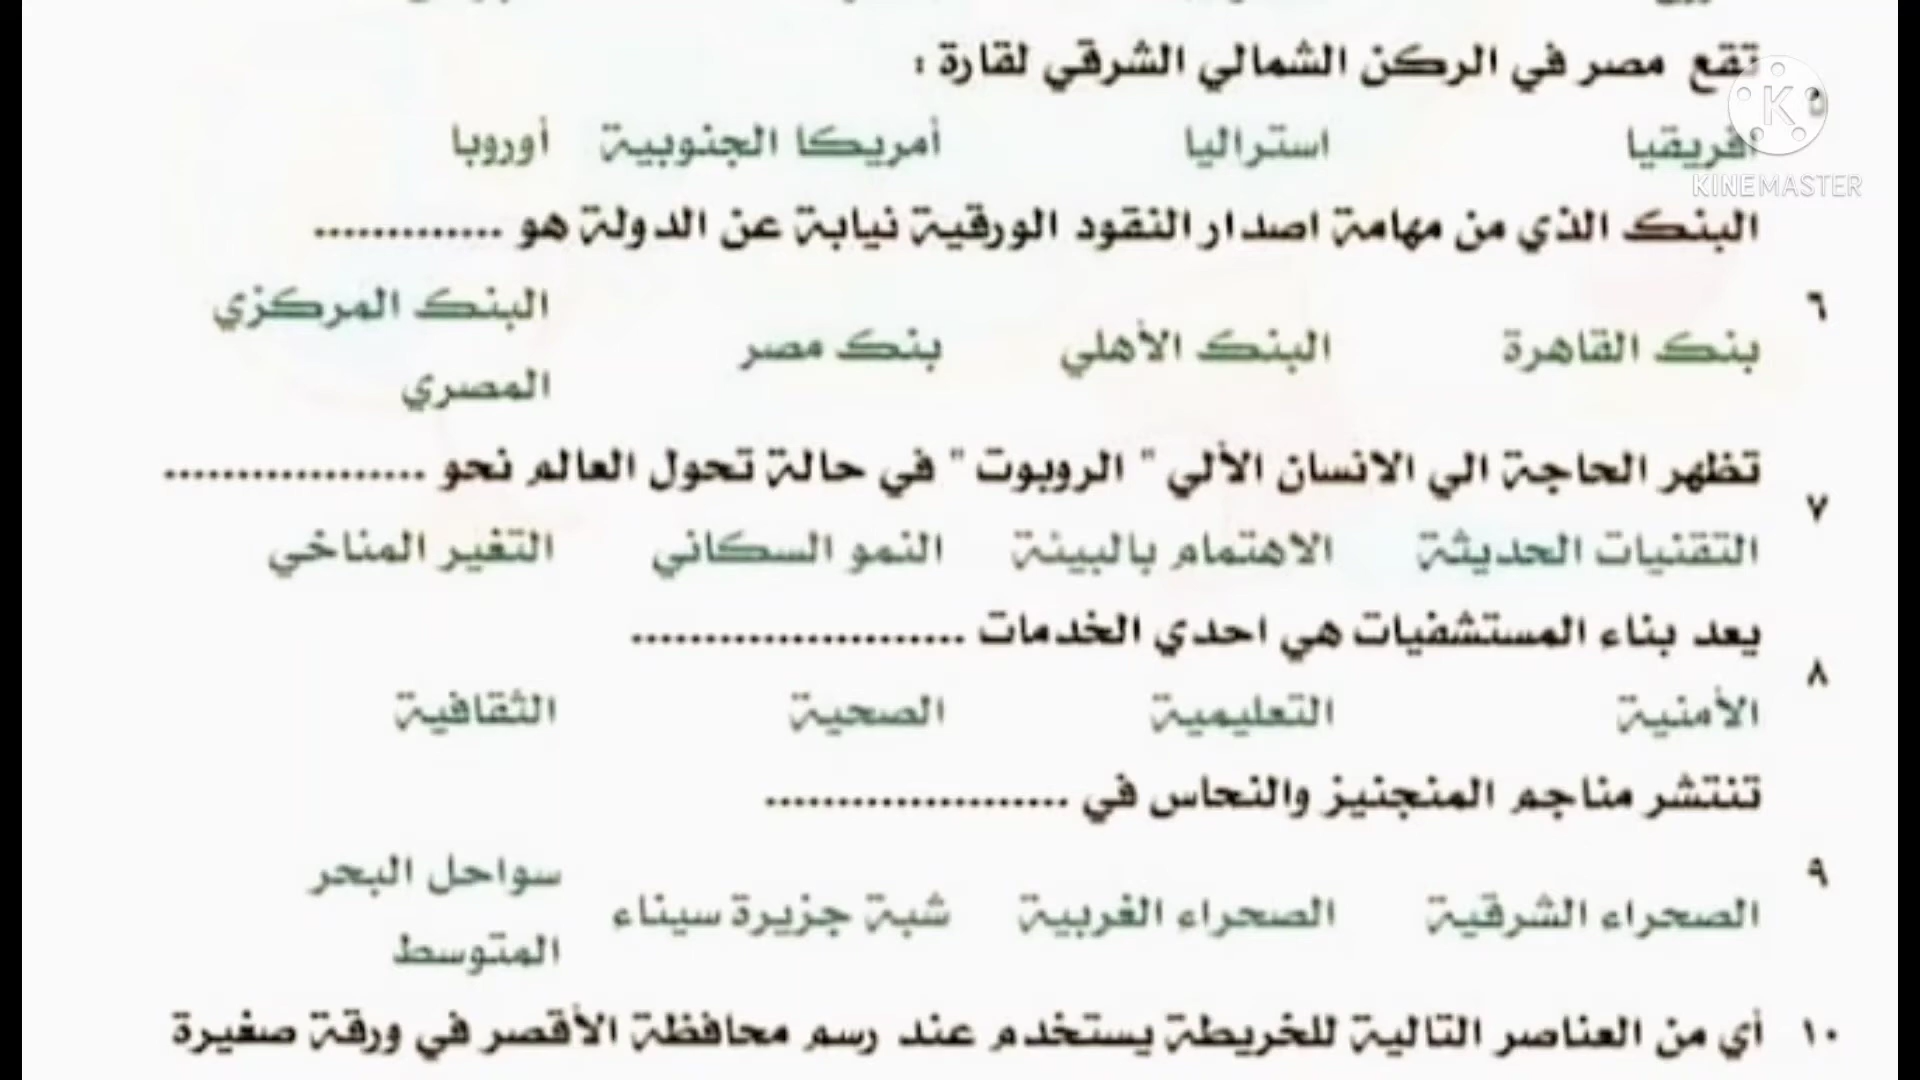 تقع مصر في الركن الشمالي الشرقي لقارة :
٥
افريقيا استراليا أمريكا الجنوبية أوروبا
KINEMASTER
البنك الذي من مهامة اصدار النقود الورقية نيابة عن الدولة هو .............
٦
بنك القاهرة البنك الأهلي بنك مصر البنك المركزي
المصري
تظهر الحاجة الي الانسان الألي " الروبوت " في حالة تحول العالم نحو ..................
٧
التقنيات الحديثة الاهتمام بالبيئة النمو السكاني التغير المناخي
يعد بناء المستشفيات هي احدي الخدمات .......................
٨
الأمنية التعليمية الصحية الثقافية
تنتشر مناجم المنجنيز والنحاس في .....................
٩
الصحراء الشرقية الصحراء الغربية شبة جزيرة سيناء سواحل البحر
المتوسط
١٠ أي من العناصر التالية للخريطة يستخدم عند رسم محافظة الأقصر في ورقة صغيرة